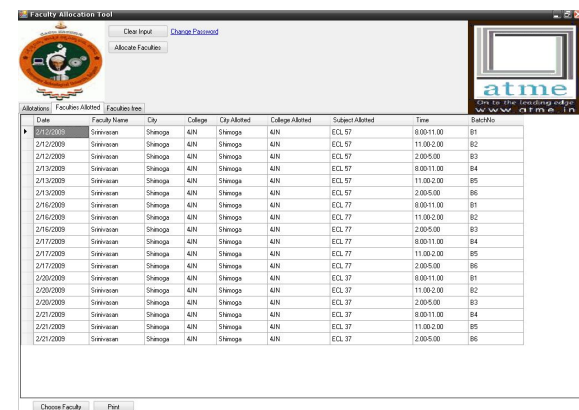 Faculty Allocation Tool
Clear Input Change Password
Allocate Faculties
atme
On to the leading edge
www atme in
Allotations Faculties Allotted Faculties free
Date Faculty Name City College City Allotted College Allotted Subject Allotted Time BatchNo
2/12/2009 Srinivasan Shimoga 4JN Shimoga 4JN ECL 57 8.00-11.00 B1
2/12/2009 Srinivasan Shimoga 4JN Shimoga 4JN ECL 57 11.00-2.00 B2
2/12/2009 Srinivasan Shimoga 4JN Shimoga 4JN ECL 57 2.00-5.00 B3
2/13/2009 Srinivasan Shimoga 4JN Shimoga 4JN ECL 57 8.00-11.00 B4
2/13/2009 Srinivasan Shimoga 4JN Shimoga 4JN ECL 57 11.00-2.00 B5
2/13/2009 Srinivasan Shimoga 4JN Shimoga 4JN ECL 57 2.00-5.00 B6
2/16/2009 Srinivasan Shimoga 4JN Shimoga 4JN ECL 77 8.00-11.00 B1
2/16/2009 Srinivasan Shimoga 4JN Shimoga 4JN ECL 77 11.00-2.00 B2
2/16/2009 Srinivasan Shimoga 4JN Shimoga 4JN ECL 77 2.00-5.00 B3
2/17/2009 Srinivasan Shimoga 4JN Shimoga 4JN ECL 77 8.00-11.00 B4
2/17/2009 Srinivasan Shimoga 4JN Shimoga 4JN ECL 77 11.00-2.00 B5
2/17/2009 Srinivasan Shimoga 4JN Shimoga 4JN ECL 77 2.00-5.00 B6
2/20/2009 Srinivasan Shimoga 4JN Shimoga 4JN ECL 37 8.00-11.00 B1
2/20/2009 Srinivasan Shimoga 4JN Shimoga 4JN ECL 37 11.00-2.00 B2
2/20/2009 Srinivasan Shimoga 4JN Shimoga 4JN ECL 37 2.00-5.00 B3
2/21/2009 Srinivasan Shimoga 4JN Shimoga 4JN ECL 37 8.00-11.00 B4
2/21/2009 Srinivasan Shimoga 4JN Shimoga 4JN ECL 37 11.00-2.00 B5
2/21/2009 Srinivasan Shimoga 4JN Shimoga 4JN ECL 37 2.00-5.00 B6
Choose Faculty Print